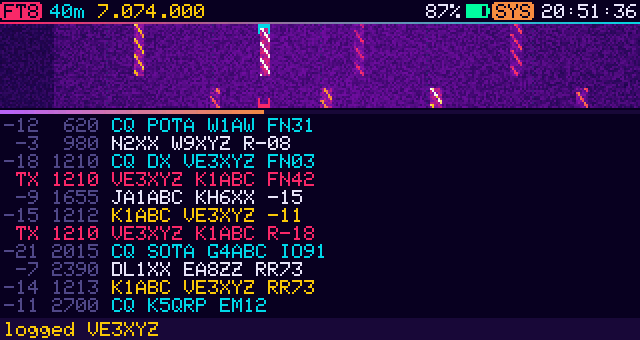 FT8 40m 7.074.000 87% SYS 20:51:36
-12 620 CQ POTA W1AW FN31
-3 980 N2XX W9XYZ R-08
-18 1210 CQ DX VE3XYZ FN03
TX 1210 VE3XYZ K1ABC FN42
-9 1655 JA1ABC KH6XX -15
-15 1212 K1ABC VE3XYZ -11
TX 1210 VE3XYZ K1ABC R-18
-21 2015 CQ SOTA G4ABC IO91
-7 2390 DL1XX EA8ZZ RR73
-14 1213 K1ABC VE3XYZ RR73
-11 2700 CQ K5QRP EM12
logged VE3XYZ